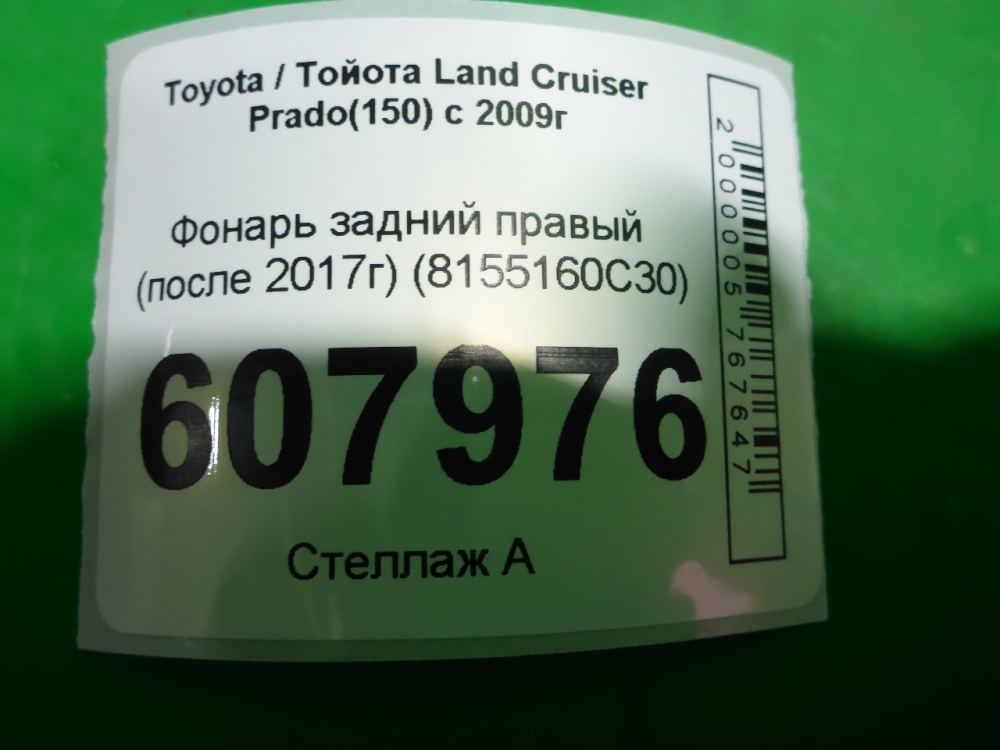 Toyota / Тойота Land Cruiser
Prado(150) с 2009г
Фонарь задний правый
(после 2017г) (8155160C30)
607976
Стеллаж А
2000005767647